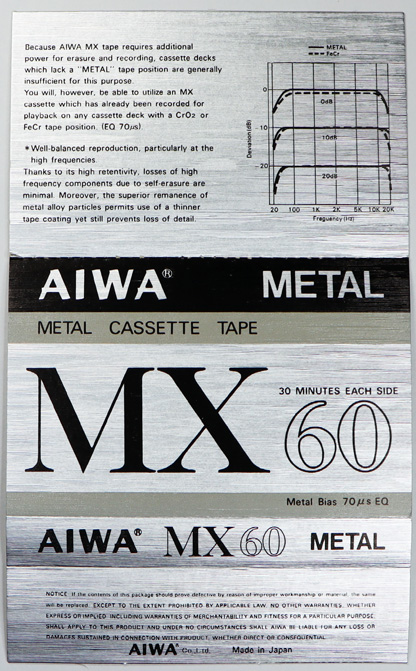 Because AIWA MX tape requires additional
power for erasure and recording, cassette decks
which lack a "METAL" tape position are generally
insufficient for this purpose.
You will, however, be able to utilize an MX
cassette which has already been recorded for
playback on any cassette deck with a CrO2 or
FeCr tape position. (EQ 70μs).
*Well-balanced reproduction, particularly at the
high frequencies.
Thanks to its high retentivity, losses of high
frequency components due to self-erasure are
minimal. Moreover, the superior remanence of
metal alloy particles permits use of a thinner
tape coating yet still prevents loss of detail.
METAL
FeCr
Deviation (dB)
0
0dB
-10
10dB
-20
20dB
20 100 1K 2K 5K 10K 20K
Frequency (Hz)
AIWA® METAL
METAL CASSETTE TAPE
30 MINUTES EACH SIDE
MX 60
Metal Bias 70μs EQ
AIWA® MX 60 METAL
NOTICE: If the contents of this package should prove defective by reason of improper workmanship or material, the same
will be replaced. EXCEPT TO THE EXTENT PROHIBITED BY APPLICABLE LAW, NO OTHER WARRANTIES, WHETHER
EXPRESS OR IMPLIED, INCLUDING WARRANTIES OF MERCHANTABILITY AND FITNESS FOR A PARTICULAR PURPOSE,
SHALL APPLY TO THIS PRODUCT AND UNDER NO CIRCUMSTANCES SHALL AIWA BE LIABLE FOR ANY LOSS OR
DAMAGES SUSTAINED IN CONNECTION WITH PRODUCT, WHETHER DIRECT OR CONSEQUENTIAL.
AIWA Co.,Ltd. Made in Japan